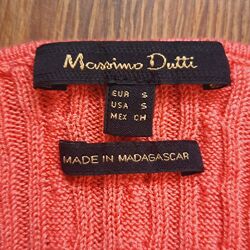 Massimo Dutti
EUR S
USA S
MEX CH
MADE IN MADAGASCAR